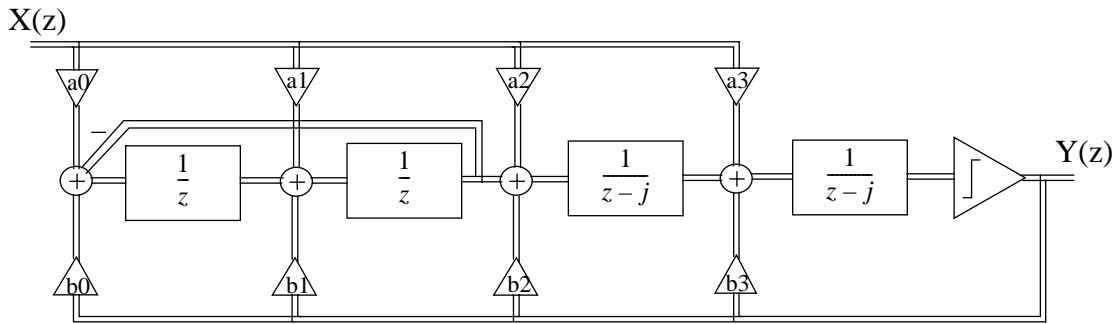 X(z)
a0 a1 a2 a3
−
+ 1/z + 1/z + 1/(z − j) + 1/(z − j) Y(z)
b0 b1 b2 b3